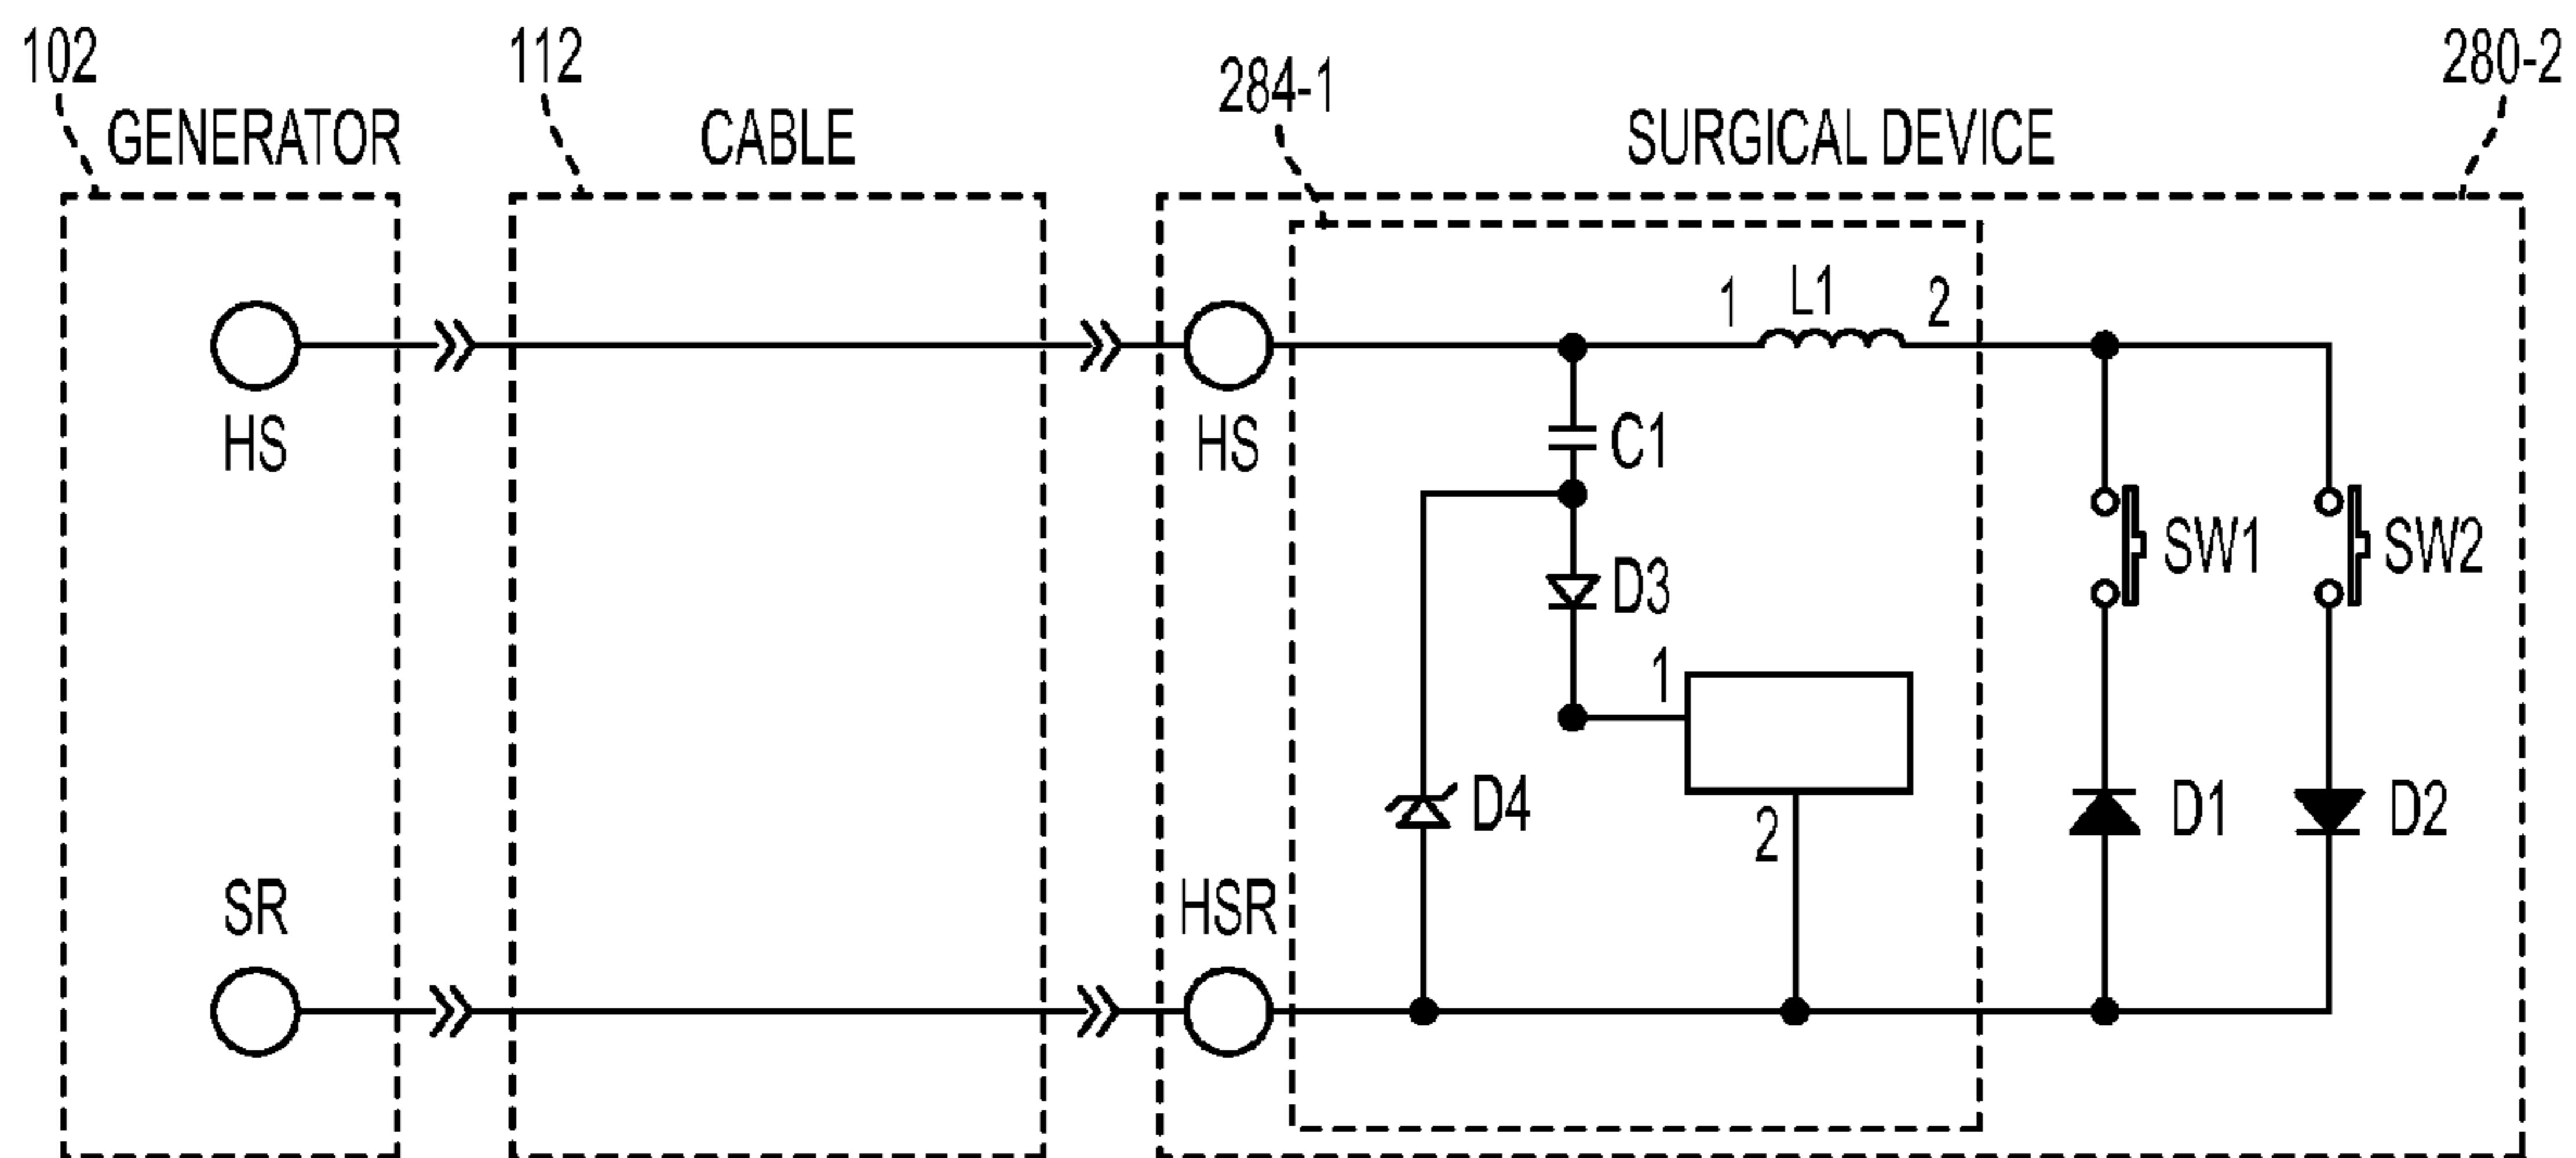 102
112
284-1
280-2
GENERATOR
CABLE
SURGICAL DEVICE
1
L1
2
HS
HS
C1
SW1
SW2
D3
1
D4
2
D1
D2
SR
HSR